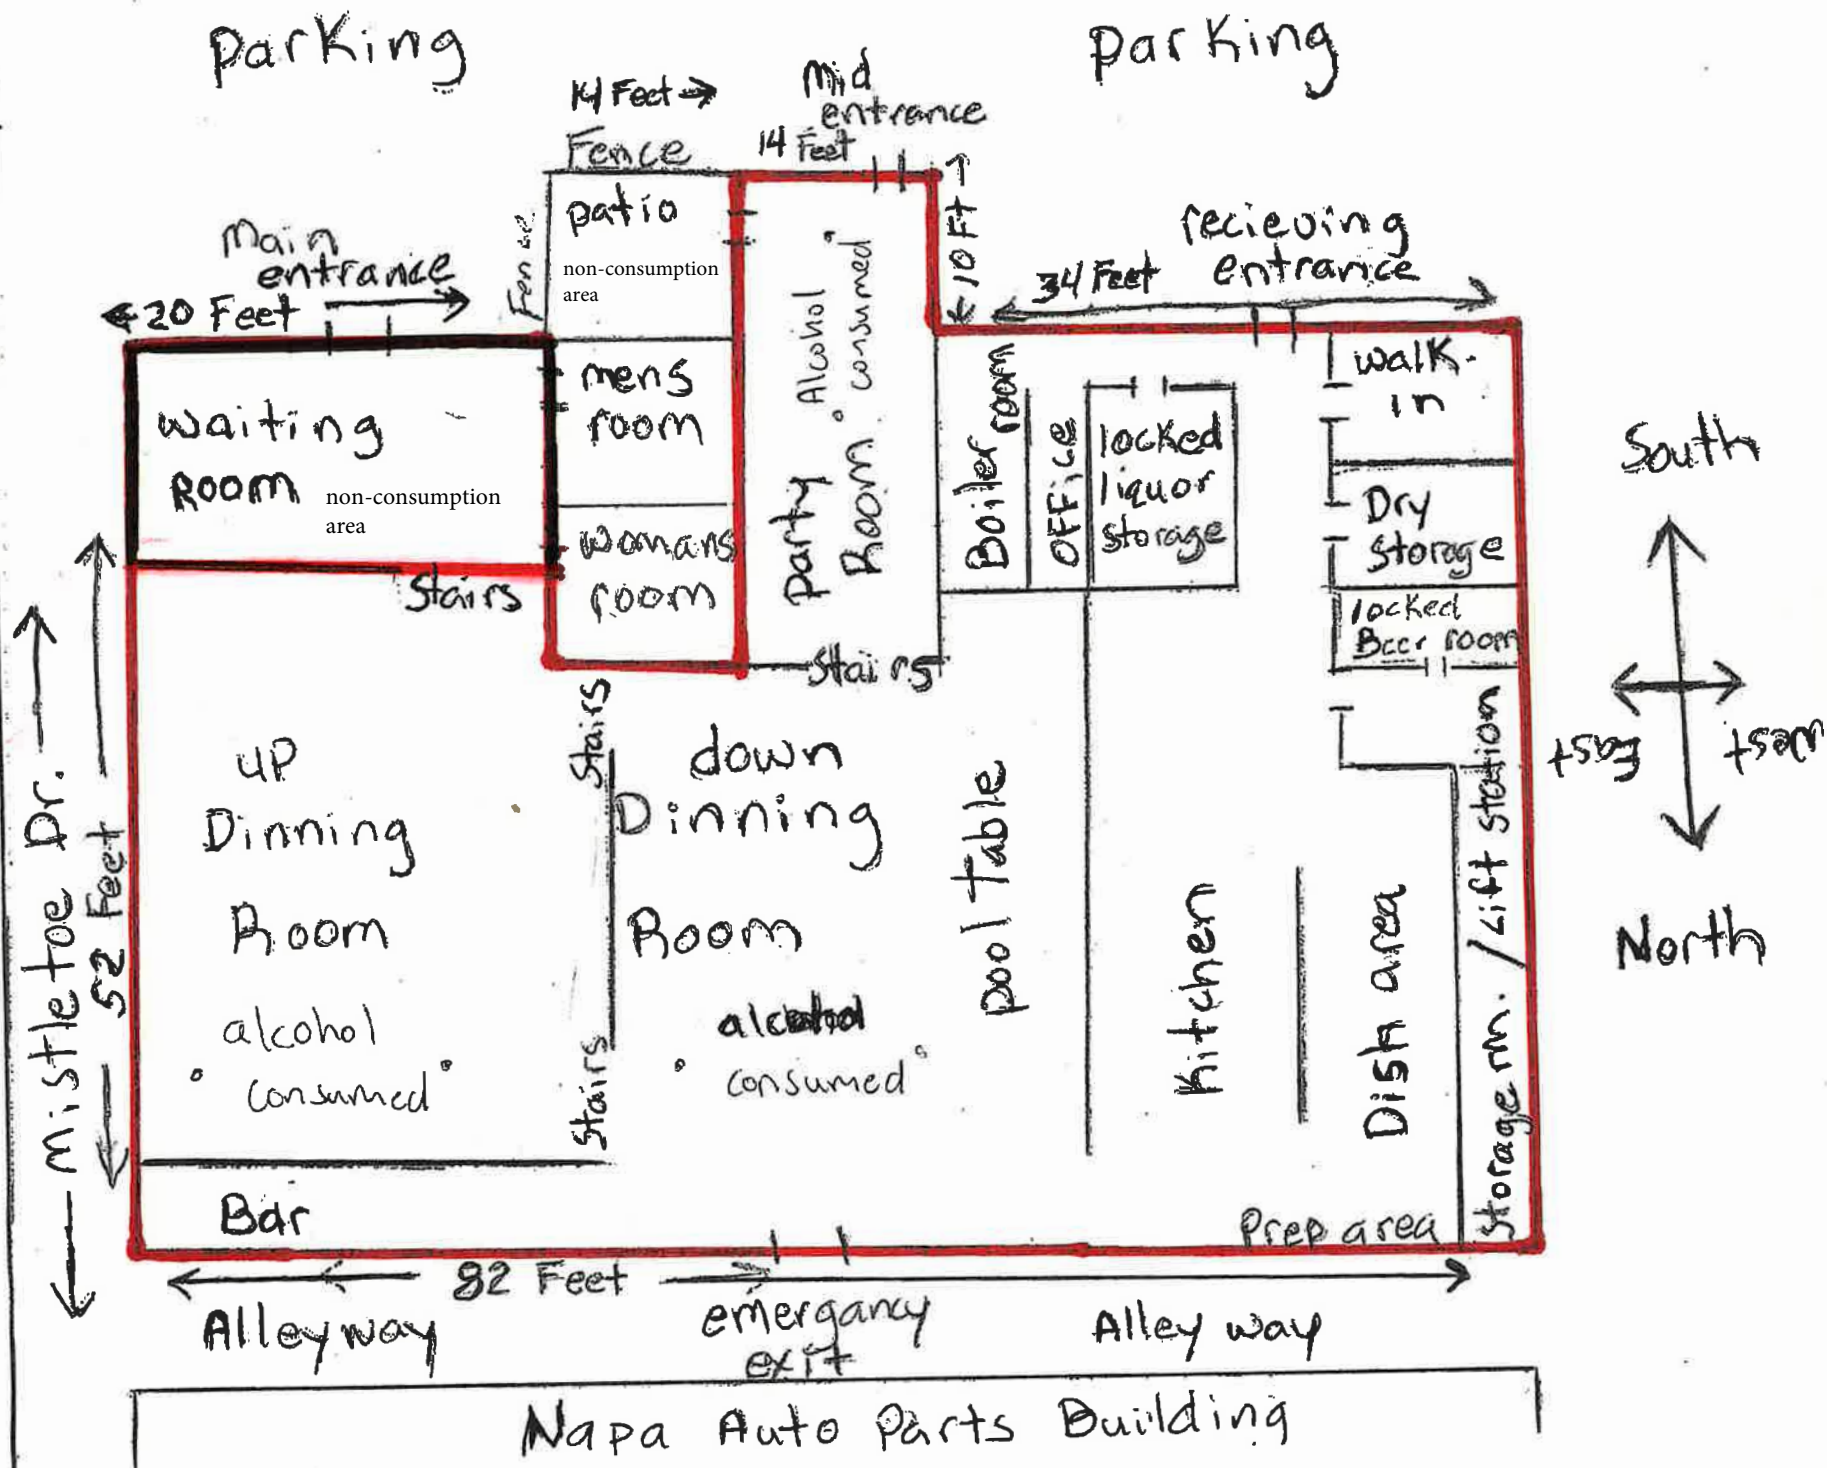 Parking
Parking
14 Feet
Mid
entrance
Fence
14 Feet
patio
Fence
non-consumption
area
10 Ft
Main
entrance
20 Feet
recieving
entrance
34 Feet
waiting
Room
non-consumption
area
mens
room
womans
room
Party Alcohol
Room consumed
Boiler room
Office
locked
liquor
storage
walk-
in
Dry
storage
locked
Beer room
Stairs
Stairs
Stairs
Stairs
South
East
West
North
mistletoe Dr.
52 Feet
up
Dinning
Room
alcohol
consumed
down
Dinning
Room
alcohol
consumed
pool table
Kitchen
Dish area
Storage rm. / Lift Station
Bar
Prep area
82 Feet
Alleyway
emergancy
exit
Alley way
Napa Auto Parts Building